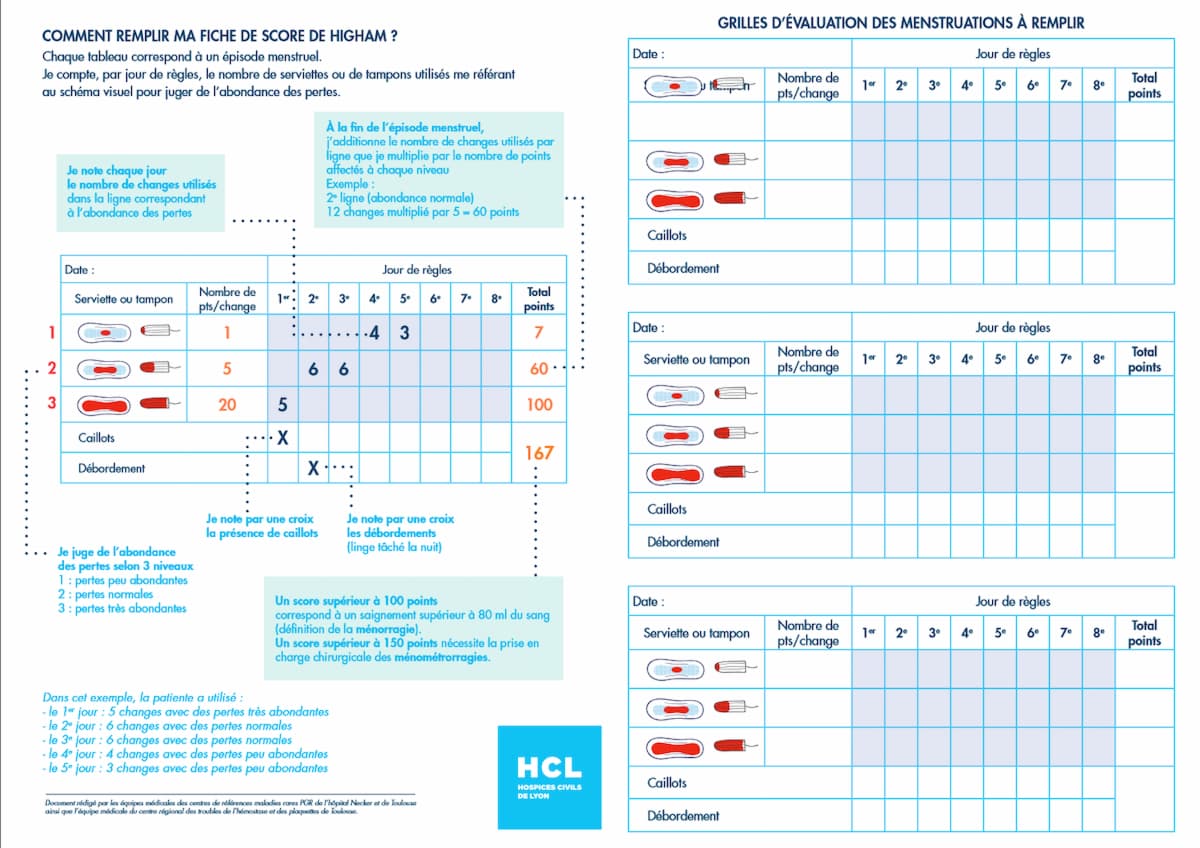 COMMENT REMPLIR MA FICHE DE SCORE DE HIGHAM ?
Chaque tableau correspond à un épisode menstruel.
Je compte, par jour de règles, le nombre de serviettes ou de tampons utilisés me référant
au schéma visuel pour juger de l'abondance des pertes.
Je note chaque jour
le nombre de changes utilisés
dans la ligne correspondant
à l'abondance des pertes
À la fin de l'épisode menstruel,
j'additionne le nombre de changes utilisés par
ligne que je multiplie par le nombre de points
affectés à chaque niveau
Exemple :
2e ligne (abondance normale)
12 changes multiplié par 5 = 60 points
Date : Jour de règles
Serviette ou tampon Nombre de pts/change 1er 2e 3e 4e 5e 6e 7e 8e Total points
1 1 4 3 7
2 5 6 6 60
3 20 5 100
Caillots X
167
Débordement X
Je note par une croix
la présence de caillots
Je note par une croix
les débordements
(linge tâché la nuit)
Je juge de l'abondance
des pertes selon 3 niveaux
1 : pertes peu abondantes
2 : pertes normales
3 : pertes très abondantes
Un score supérieur à 100 points
correspond à un saignement supérieur à 80 ml du sang
(définition de la ménorragie).
Un score supérieur à 150 points nécessite la prise en
charge chirurgicale des ménométrorragies.
Dans cet exemple, la patiente a utilisé :
- le 1er jour : 5 changes avec des pertes très abondantes
- le 2e jour : 6 changes avec des pertes normales
- le 3e jour : 6 changes avec des pertes normales
- le 4e jour : 4 changes avec des pertes peu abondantes
- le 5e jour : 3 changes avec des pertes peu abondantes
Document rédigé par les équipes médicales des centres de références maladies rares PGR de l'hôpital Necker et de Toulouse
ainsi que l'équipe médicale du centre régional des troubles de l'hémostase et des plaquettes de Toulouse.
HCL
HOSPICES CIVILS
DE LYON
GRILLES D'ÉVALUATION DES MENSTRUATIONS À REMPLIR
Date : Jour de règles
Nombre de pts/change 1er 2e 3e 4e 5e 6e 7e 8e Total points
Caillots
Débordement
Date : Jour de règles
Serviette ou tampon Nombre de pts/change 1er 2e 3e 4e 5e 6e 7e 8e Total points
Caillots
Débordement
Date : Jour de règles
Serviette ou tampon Nombre de pts/change 1er 2e 3e 4e 5e 6e 7e 8e Total points
Caillots
Débordement